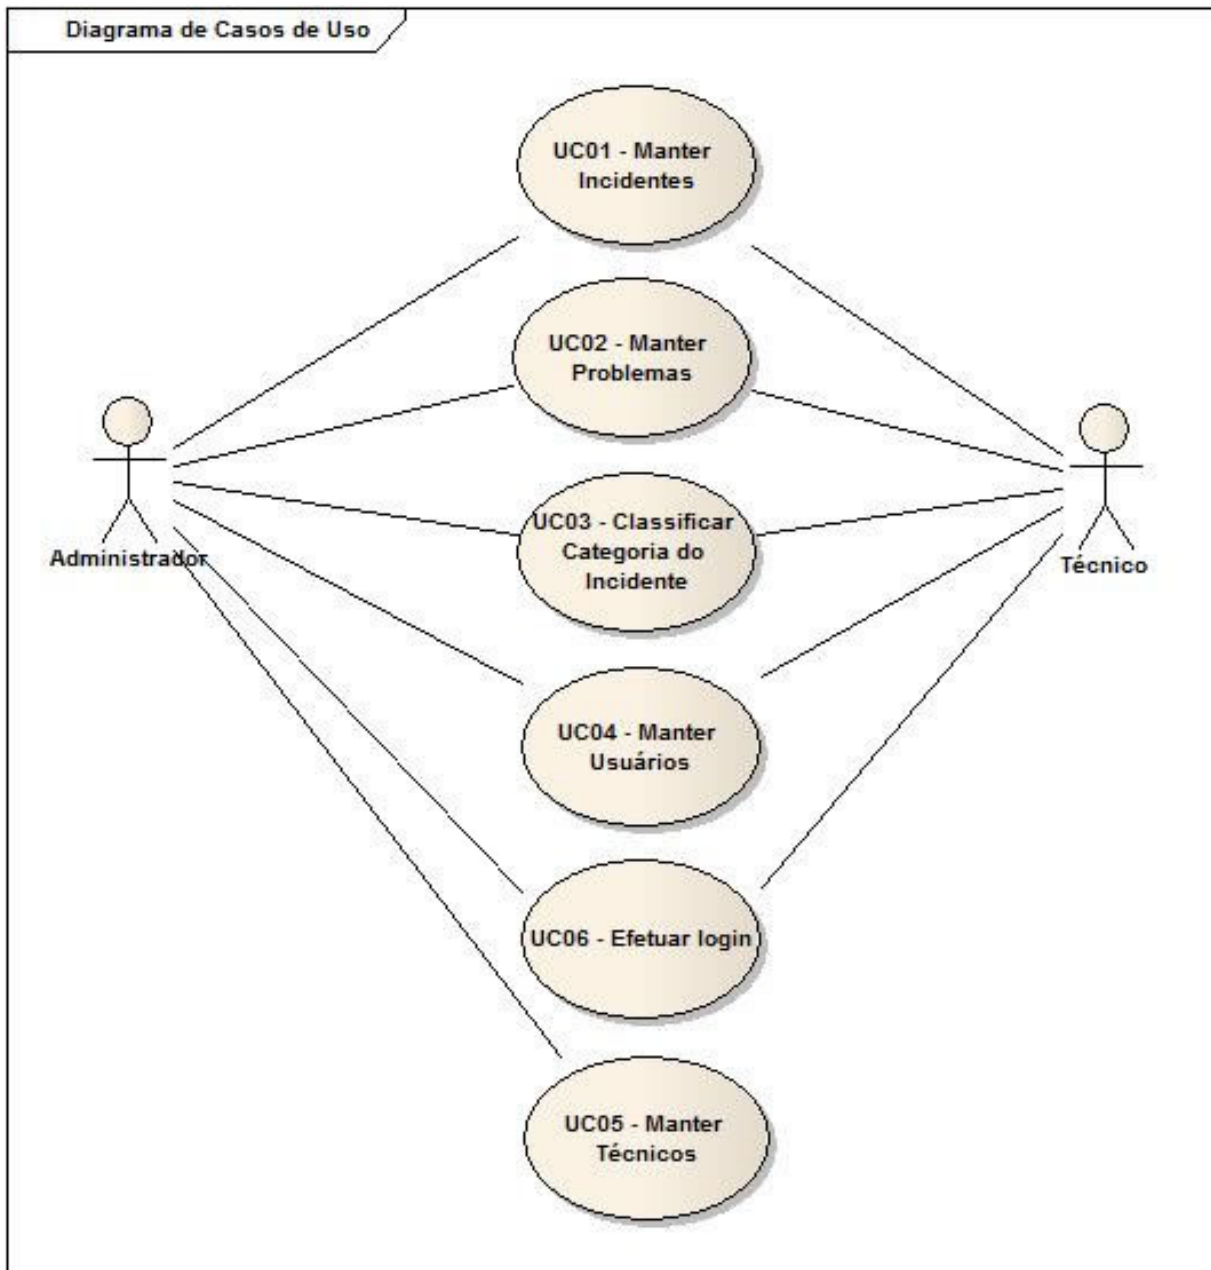 Diagrama de Casos de Uso
UC01 - Manter
Incidentes
UC02 - Manter
Problemas
UC03 - Classificar
Categoria do
Incidente
Administrador
Técnico
UC04 - Manter
Usuários
UC06 - Efetuar login
UC05 - Manter
Técnicos